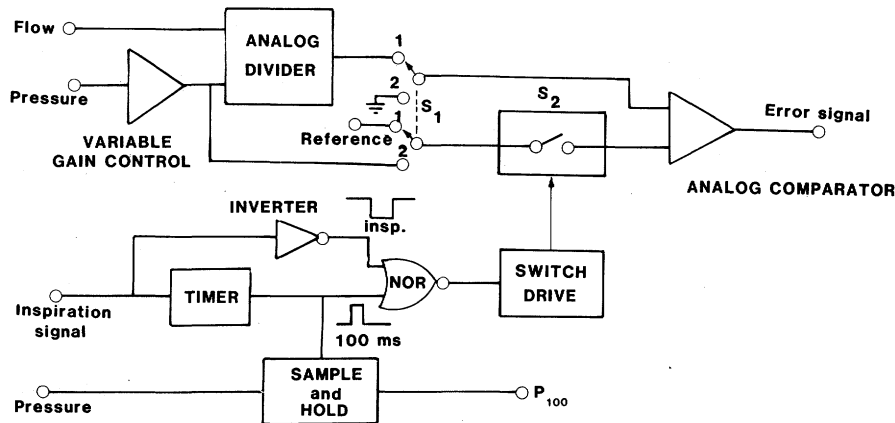 Flow
ANALOG
DIVIDER
1
2
S1
Pressure
VARIABLE
GAIN CONTROL
Reference
1
2
S2
Error signal
ANALOG COMPARATOR
INVERTER
insp.
NOR
SWITCH
DRIVE
TIMER
Inspiration
signal
100 ms
SAMPLE
and
HOLD
Pressure
P100